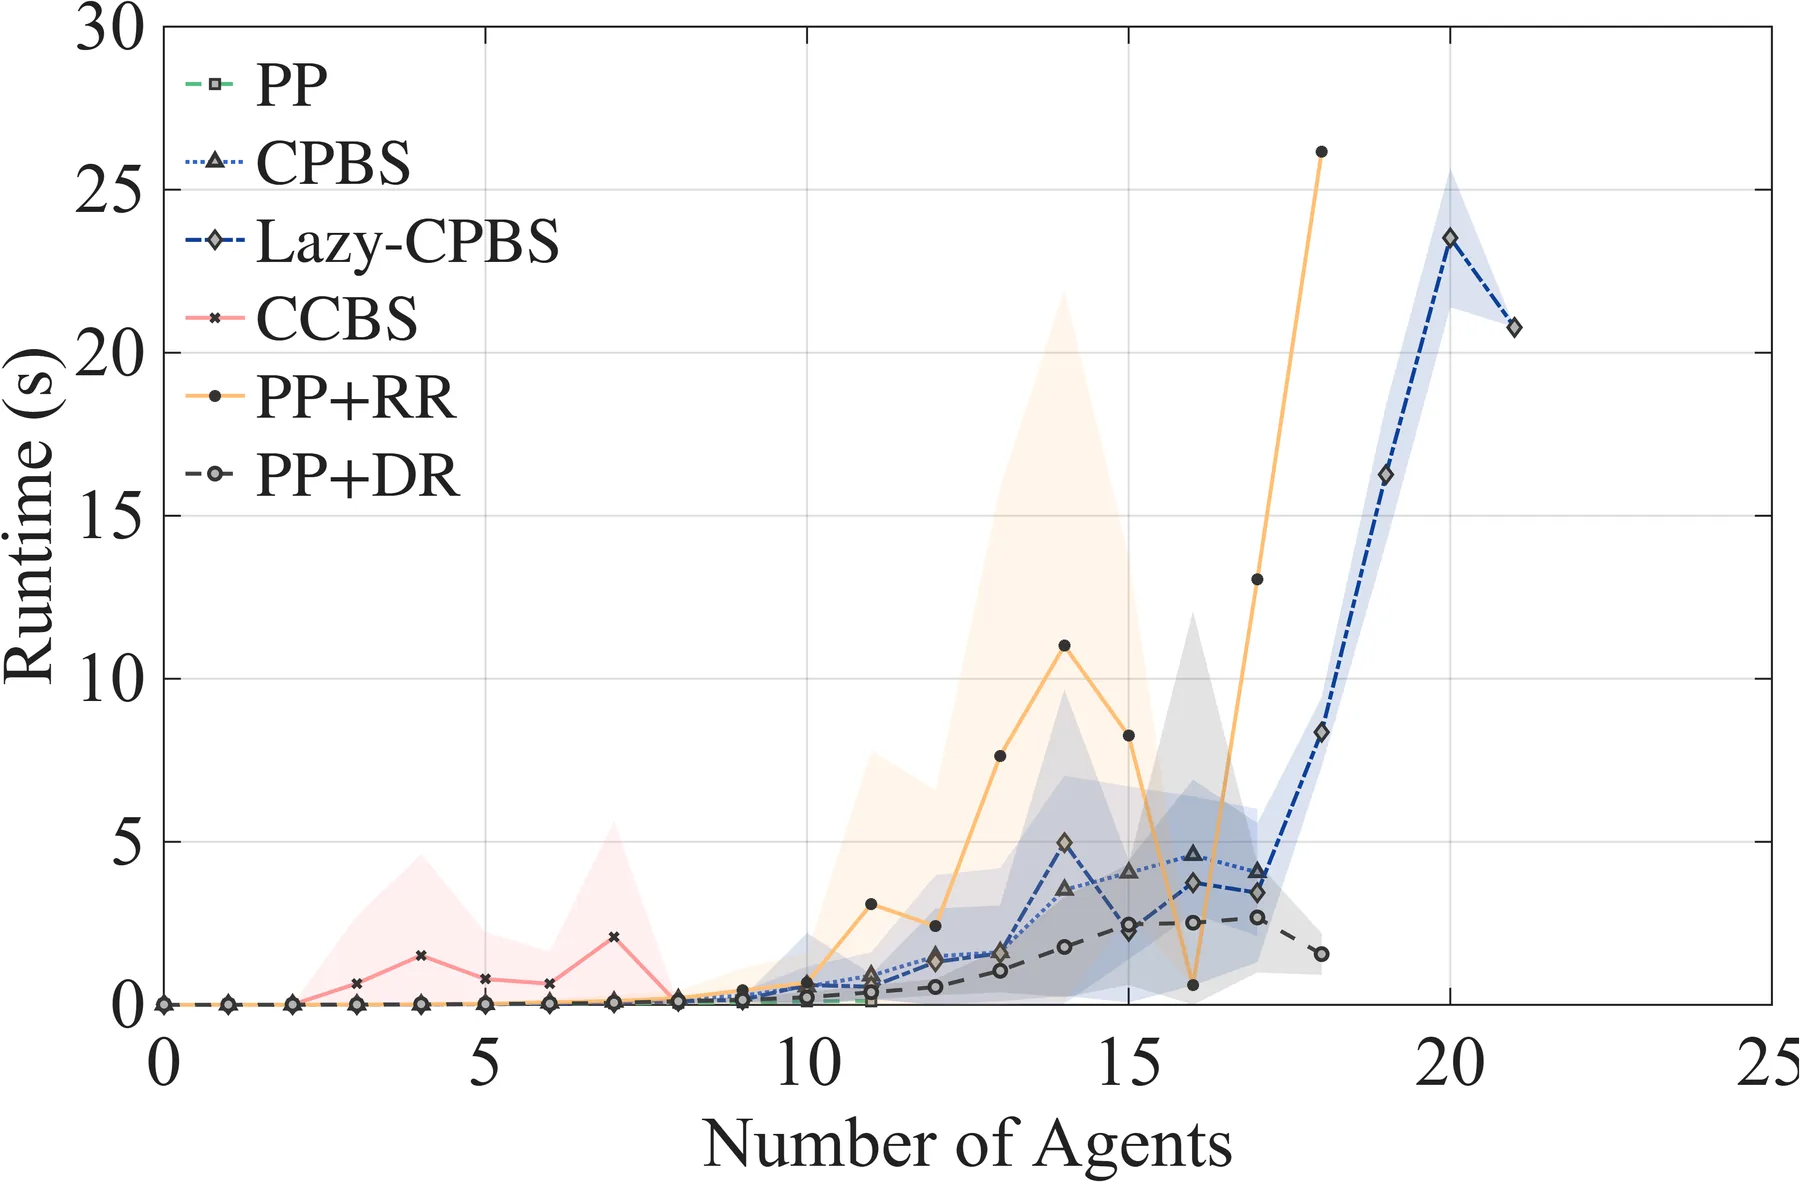 30
25
20
15
10
5
0
Runtime (s)
PP
CPBS
Lazy-CPBS
CCBS
PP+RR
PP+DR
0 5 10 15 20 25
Number of Agents